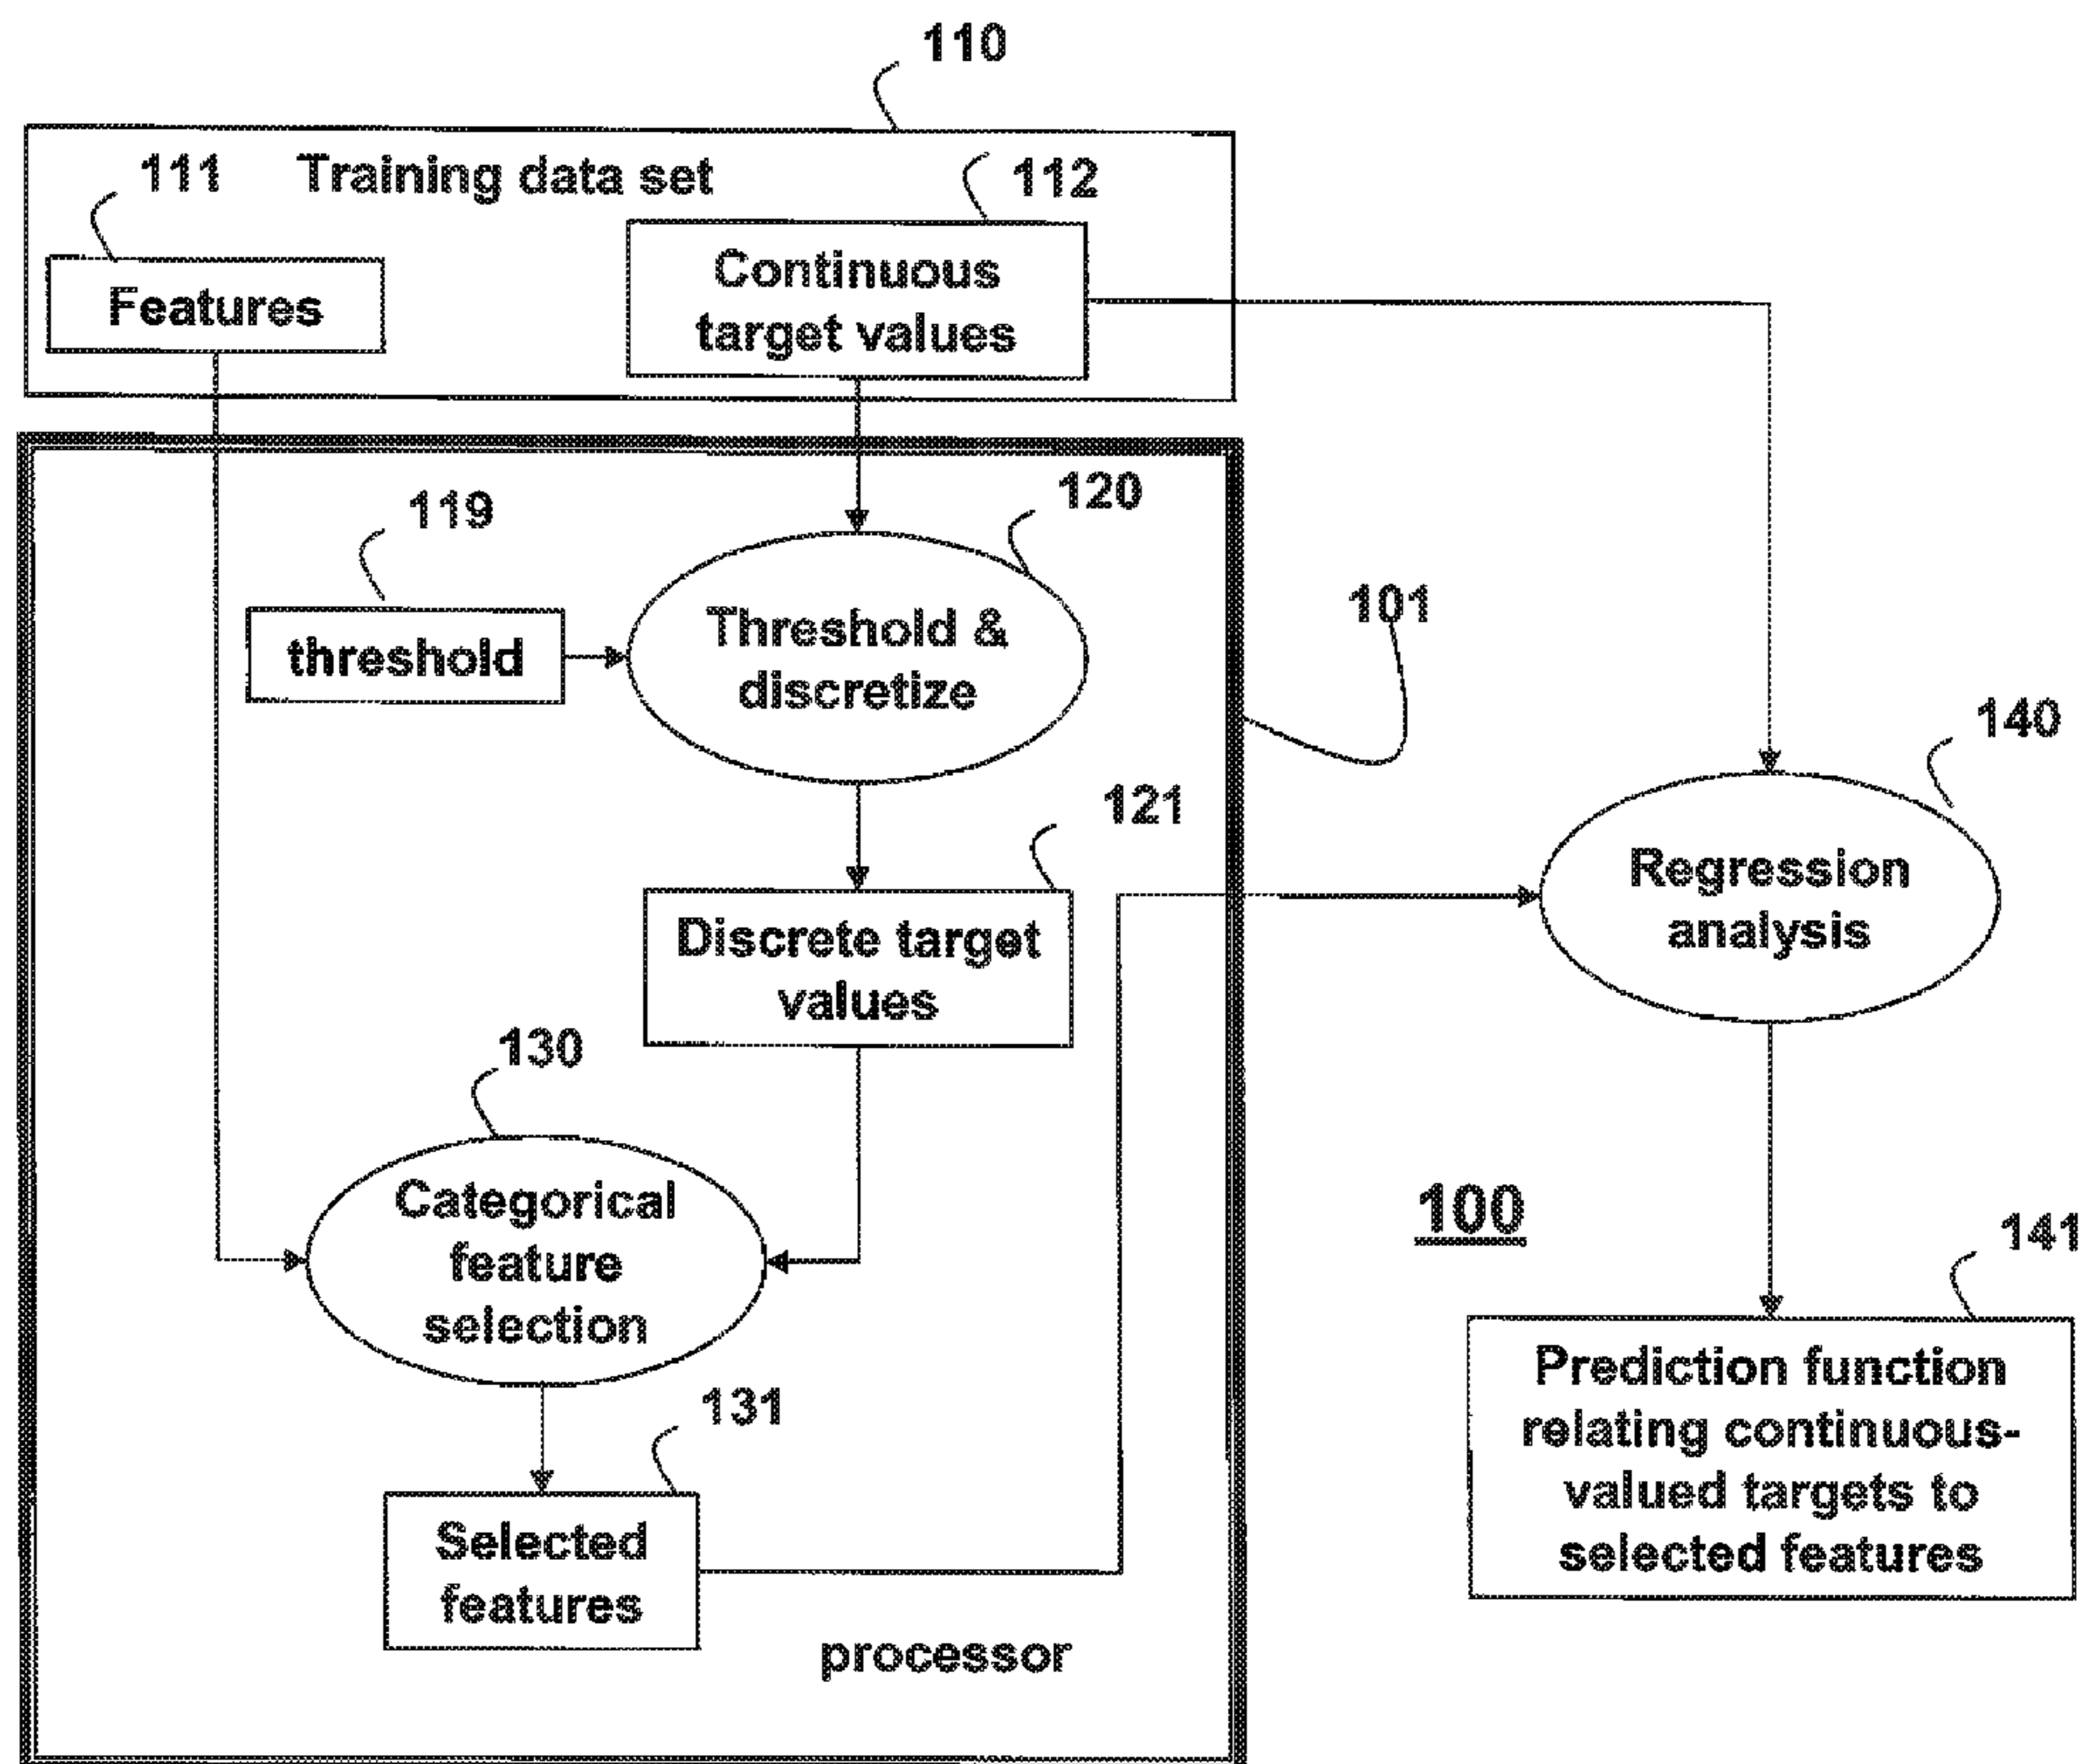 110
111
Training data set
112
Features
Continuous
target values
119
120
threshold
Threshold &
discretize
101
140
121
Regression
analysis
Discrete target
values
130
Categorical
feature
selection
100
141
131
Prediction function
relating continuous-
valued targets to
selected features
Selected
features
processor